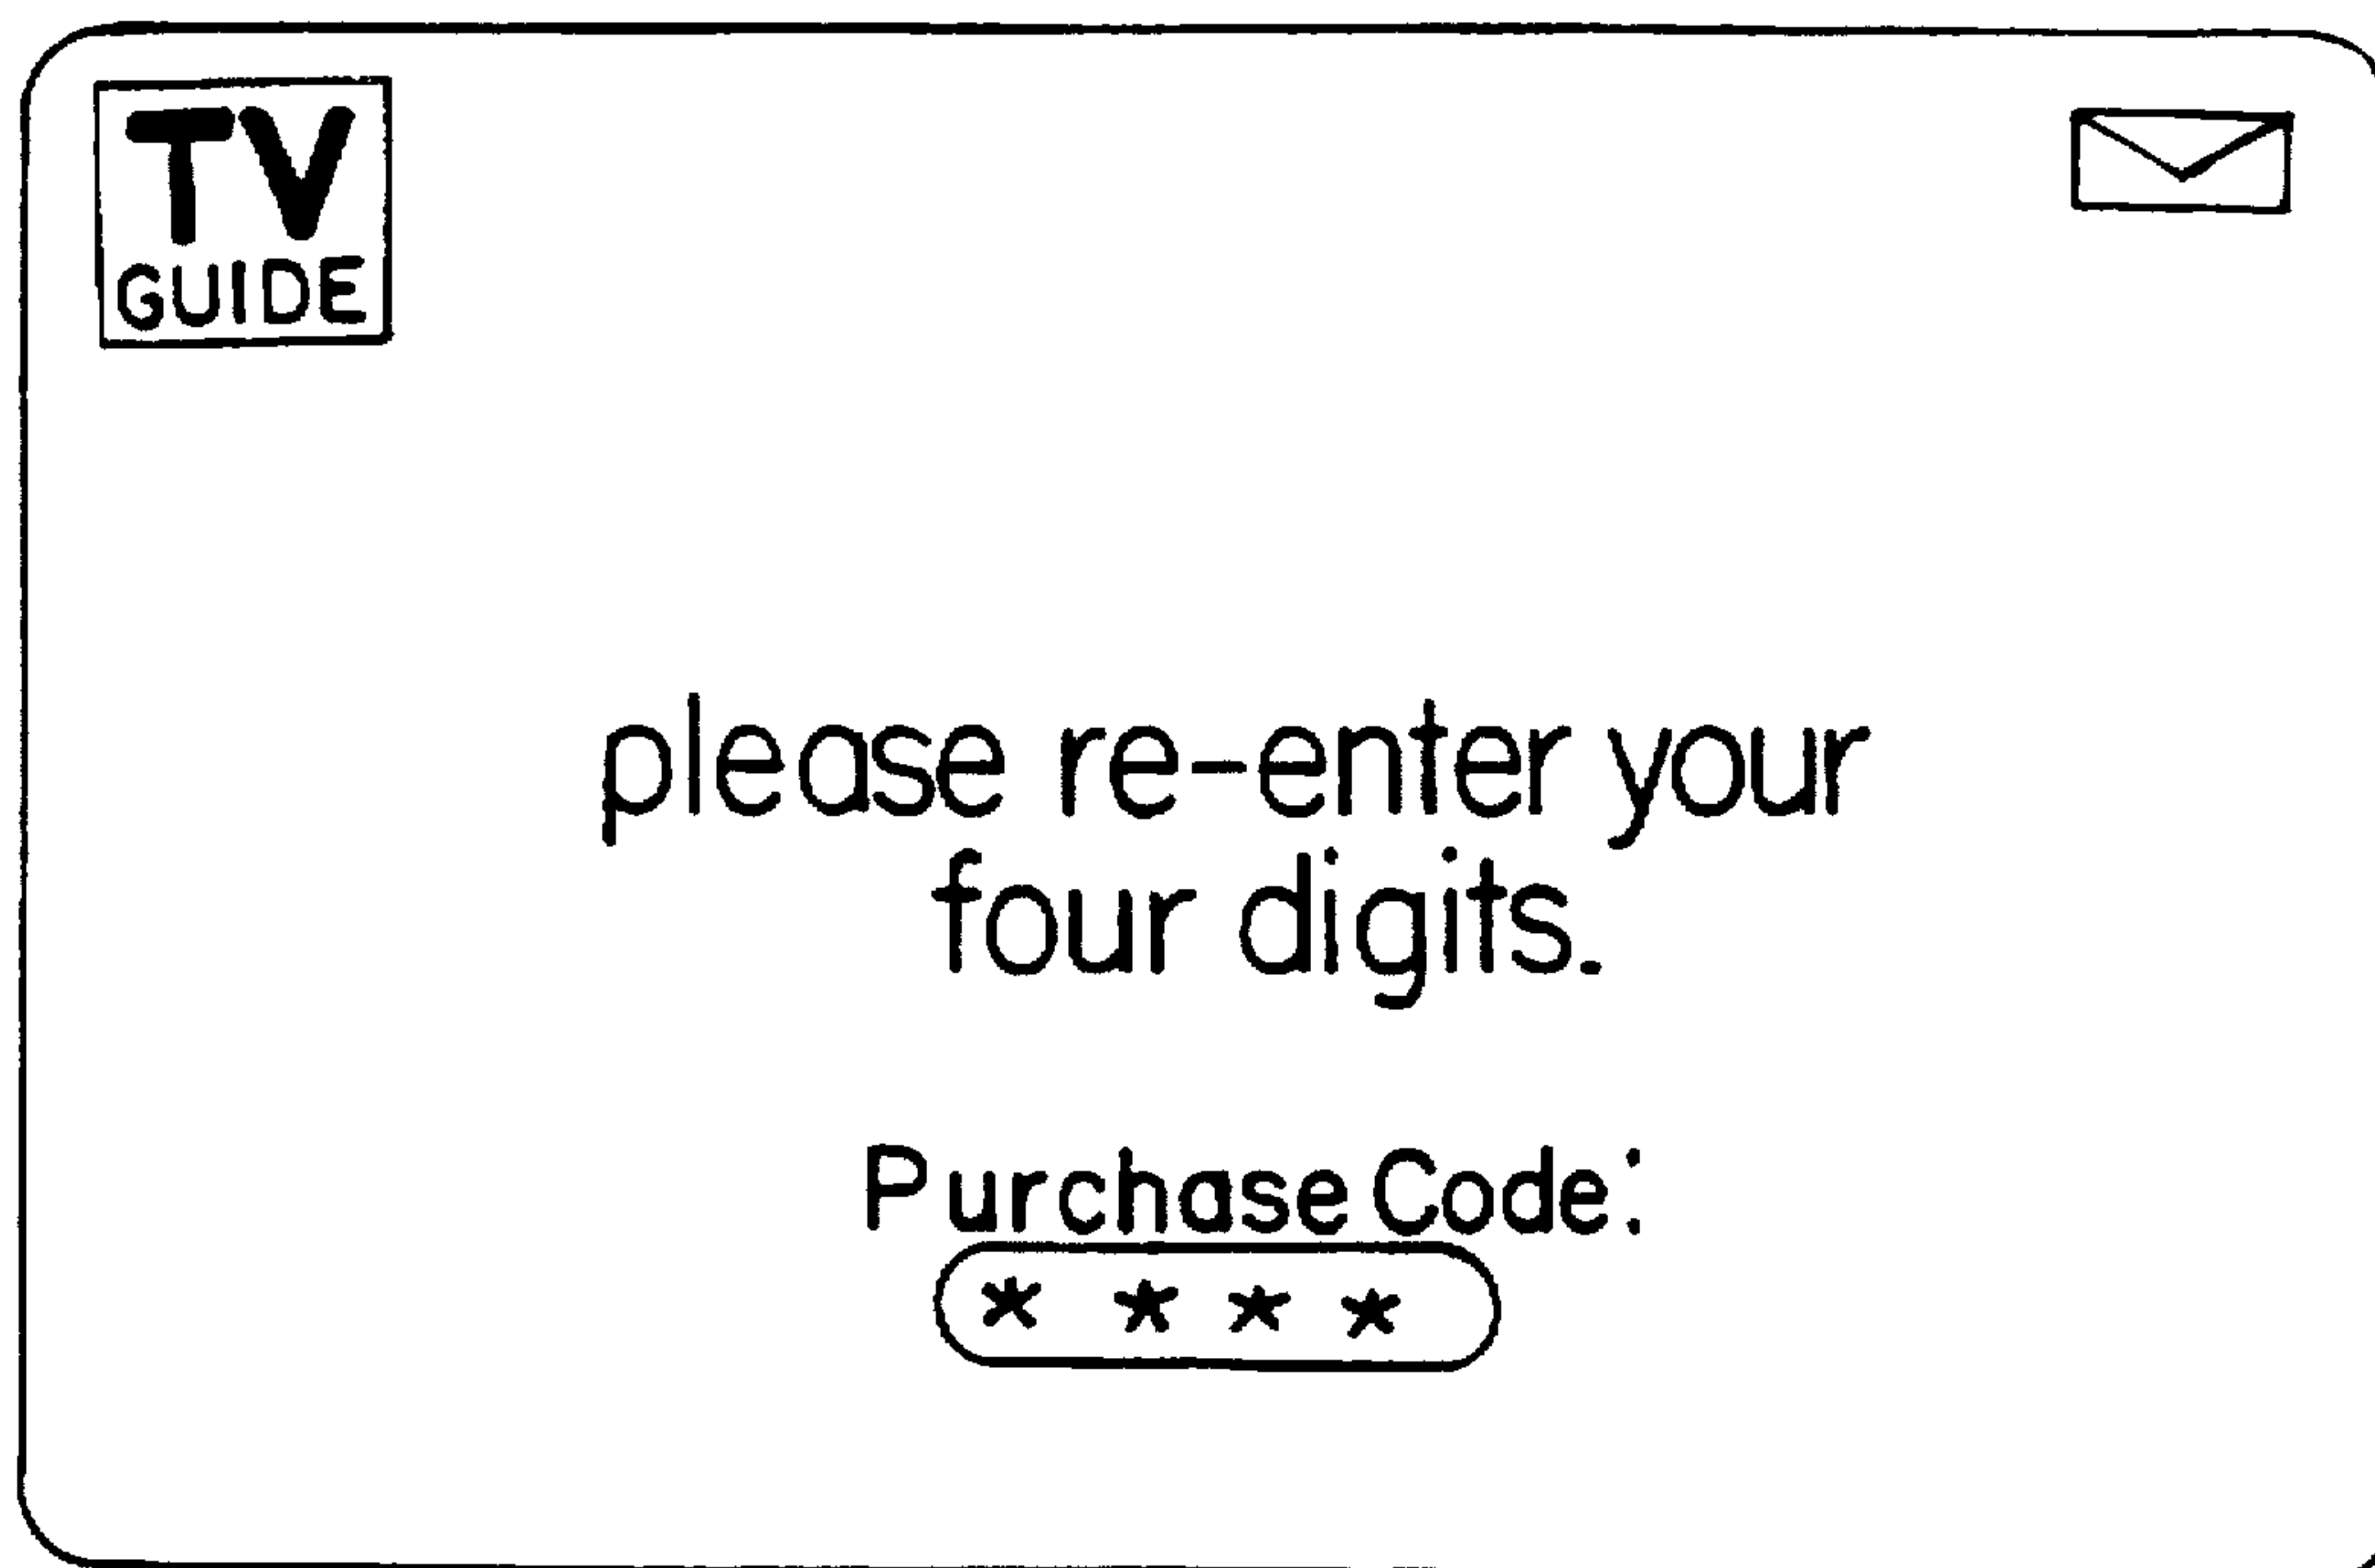 TV
GUIDE
please re-enter your
four digits.
Purchase Code:
* * * *